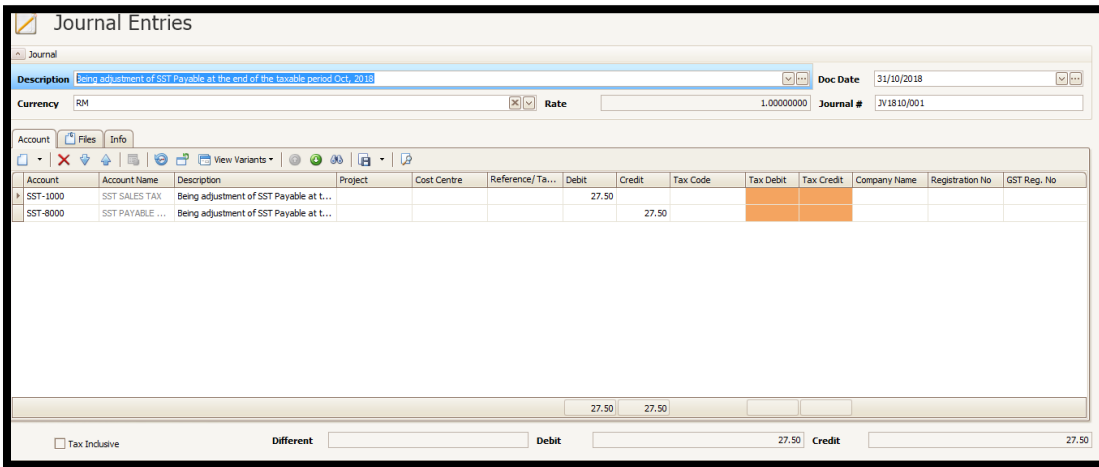 Journal Entries
Journal
Description Being adjustment of SST Payable at the end of the taxable period Oct, 2018 Doc Date 31/10/2018
Currency RM Rate 1.00000000 Journal # JV1810/001
Account Files Info
View Variants
Account Account Name Description Project Cost Centre Reference/ Ta... Debit Credit Tax Code Tax Debit Tax Credit Company Name Registration No GST Reg. No
SST-1000 SST SALES TAX Being adjustment of SST Payable at t... 27.50
SST-8000 SST PAYABLE ... Being adjustment of SST Payable at t... 27.50
27.50 27.50
Tax Inclusive Different Debit 27.50 Credit 27.50